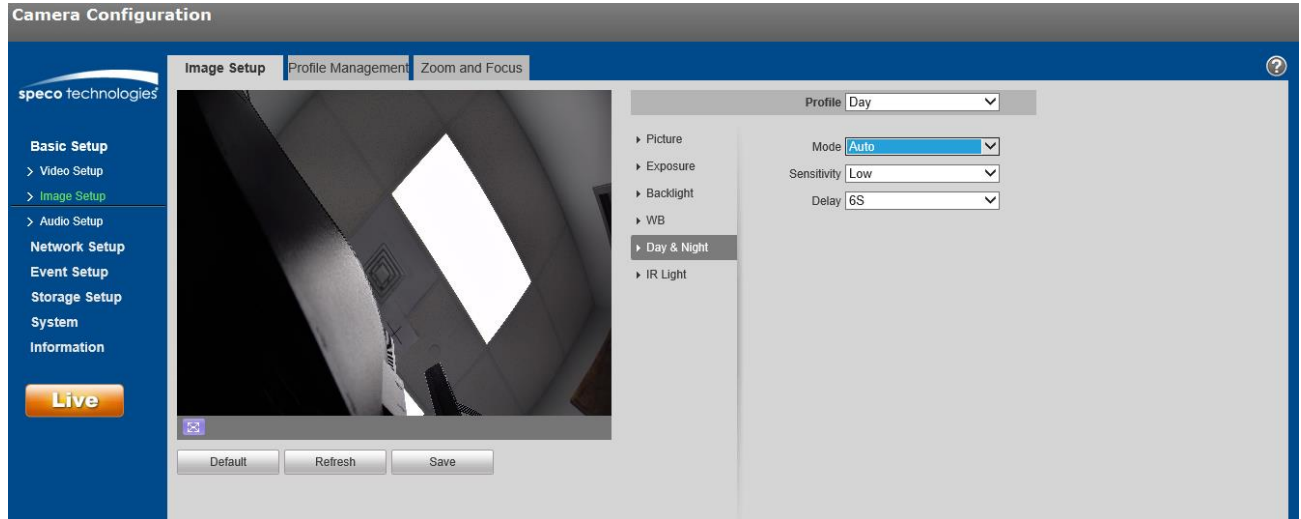 Camera Configuration
speco technologies
Image Setup
Profile Management
Zoom and Focus
?
Basic Setup
> Video Setup
> Image Setup
> Audio Setup
Network Setup
Event Setup
Storage Setup
System
Information
Live
Default
Refresh
Save
Profile Day
Picture
Exposure
Backlight
WB
Day & Night
IR Light
Mode Auto
Sensitivity Low
Delay 6S